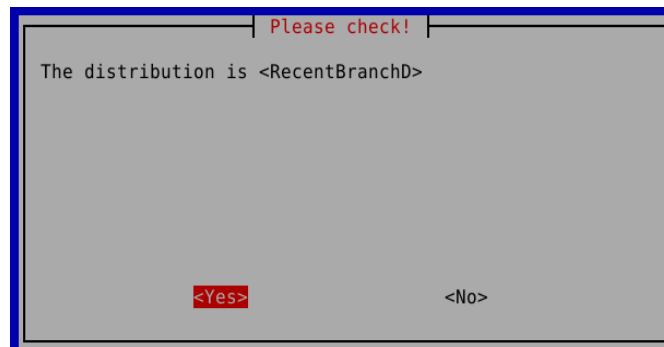 Please check!
The distribution is <RecentBranchD>
<Yes> <No>